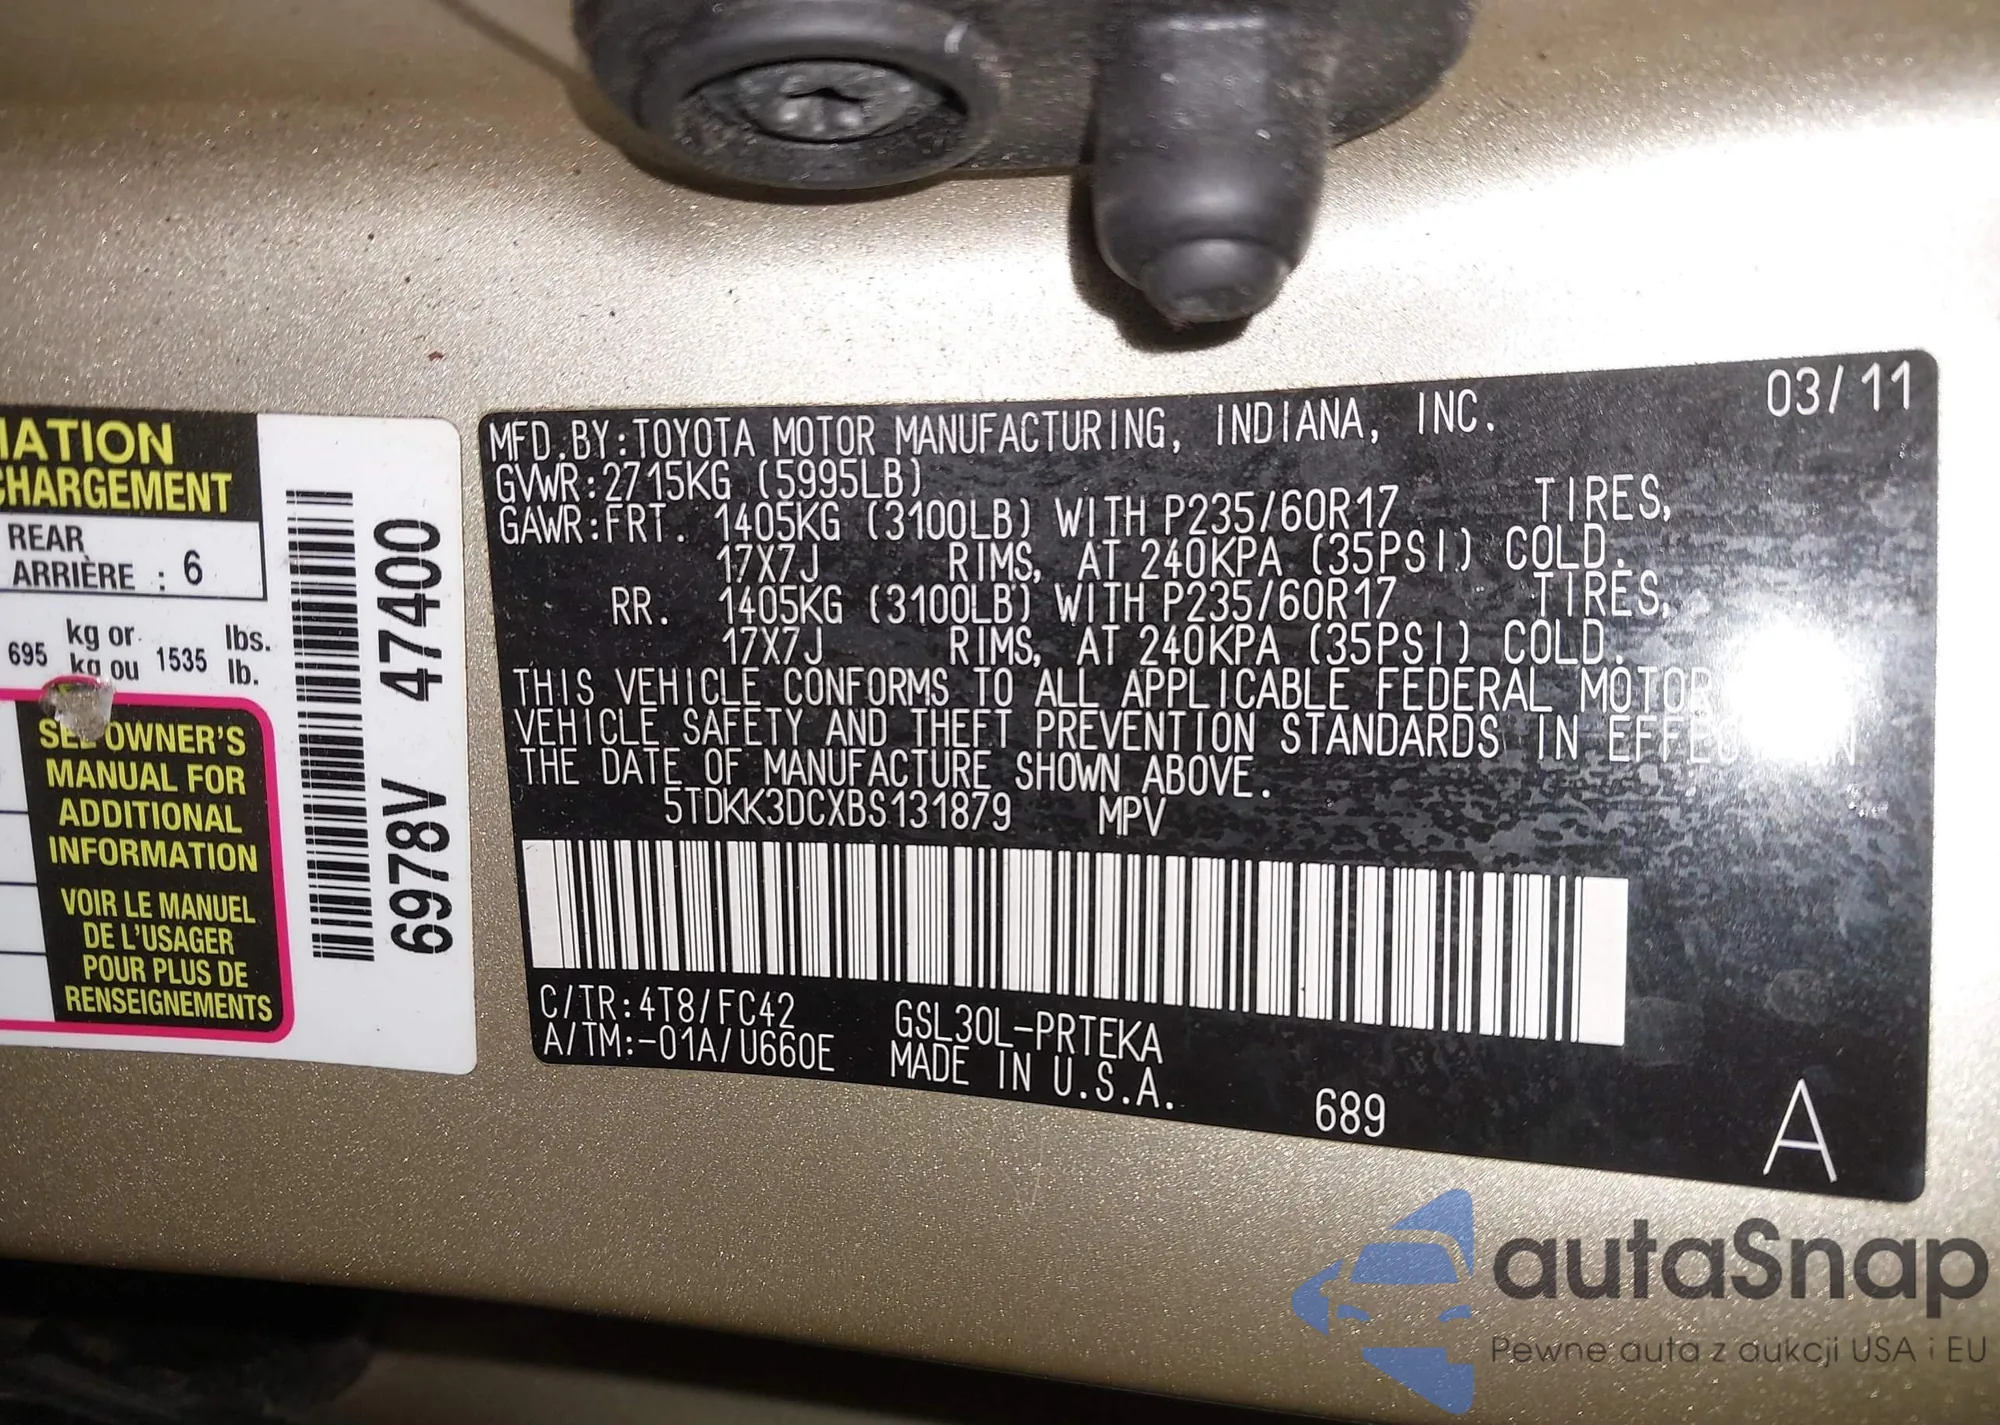 IATION
CHARGEMENT
REAR
ARRIÈRE : 6
695 kg or 1535 lbs.
kg ou lb.
SEE OWNER'S
MANUAL FOR
ADDITIONAL
INFORMATION
VOIR LE MANUEL
DE L'USAGER
POUR PLUS DE
RENSEIGNEMENTS
6978V 47400
03/11
MFD.BY:TOYOTA MOTOR MANUFACTURING, INDIANA, INC.
GVWR:2715KG (5995LB)
GAWR:FRT. 1405KG (3100LB) WITH P235/60R17 TIRES,
17X7J RIMS, AT 240KPA (35PSI) COLD.
RR. 1405KG (3100LB) WITH P235/60R17 TIRES,
17X7J RIMS, AT 240KPA (35PSI) COLD.
THIS VEHICLE CONFORMS TO ALL APPLICABLE FEDERAL MOTOR
VEHICLE SAFETY AND THEFT PREVENTION STANDARDS IN EFFECT ON
THE DATE OF MANUFACTURE SHOWN ABOVE.
5TDKK3DCXBS131879 MPV
C/TR:4T8/FC42 GSL30L-PRTEKA
A/TM:-01A/U660E MADE IN U.S.A.
689
A
autaSnap
Pewne auta z aukcji USA i EU